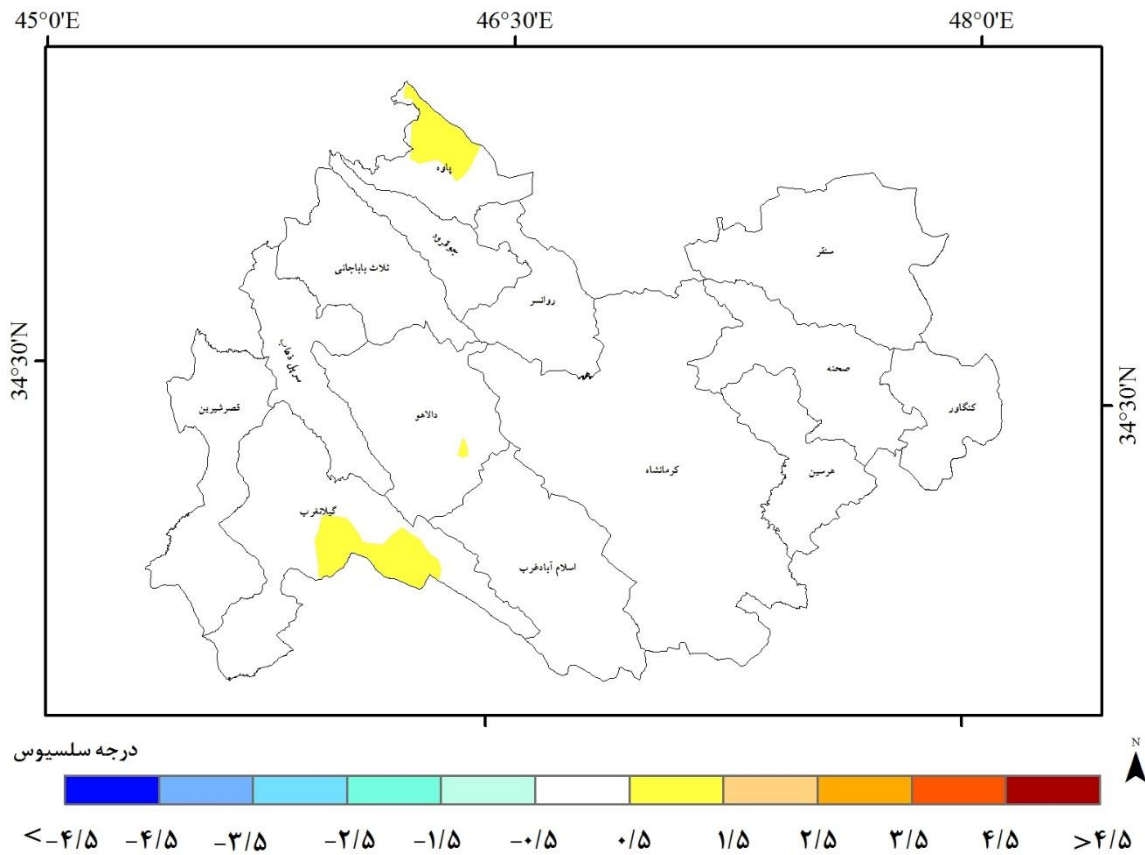 45°0'E 46°30'E 48°0'E
پاوه
جوانرود
ثلاث باباجانی
روانسر
سنقر
34°30'N
34°30'N
سرپل ذهاب
صحنه
قصرشیرین
دالاهو
کنگاور
کرمانشاه
هرسین
گیلانغرب
اسلام آبادغرب
درجه سلسیوس
N
<-۴/۵ -۴/۵ -۳/۵ -۲/۵ -۱/۵ -۰/۵ ۰/۵ ۱/۵ ۲/۵ ۳/۵ ۴/۵ >۴/۵